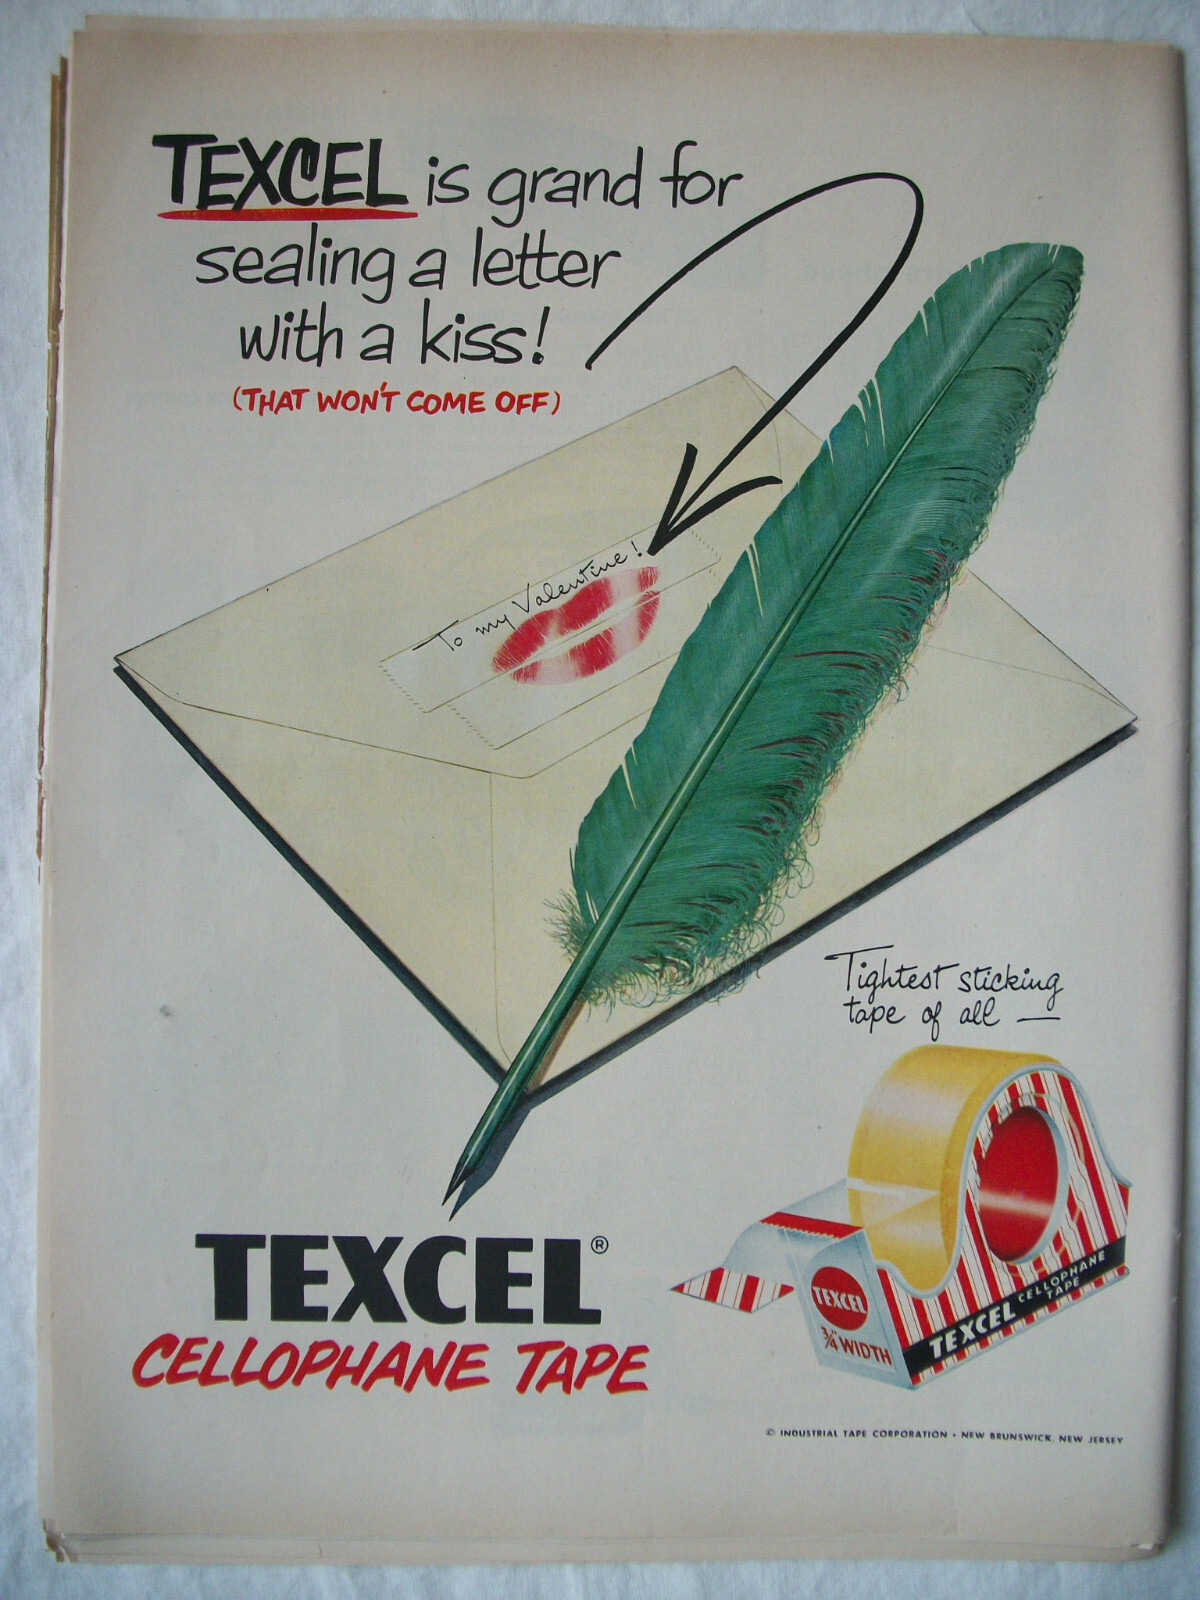 TEXCEL is grand for
sealing a letter
with a kiss!
(THAT WON'T COME OFF)
To my Valentine!
Tightest sticking
tape of all —
TEXCEL®
CELLOPHANE TAPE
TEXCEL
3/4" WIDTH
TEXCEL CELLOPHANE
TAPE
© INDUSTRIAL TAPE CORPORATION • NEW BRUNSWICK, NEW JERSEY